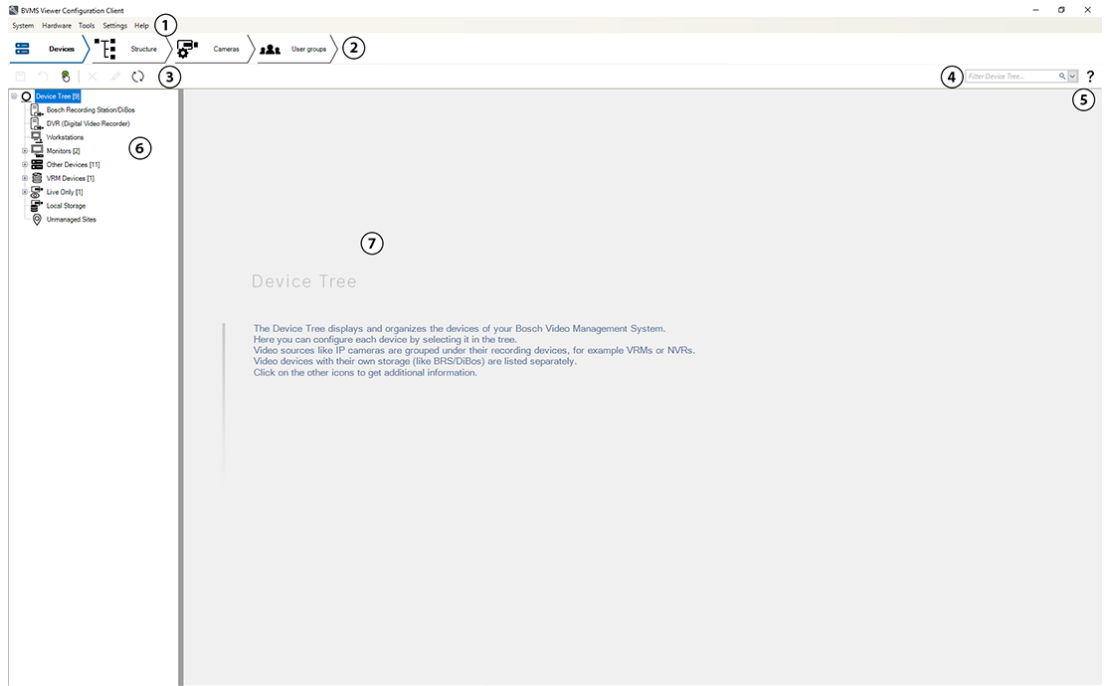 BVMS Viewer Configuration Client
System Hardware Tools Settings Help 1
Devices Structure Cameras User groups 2
3 4 Filter Device Tree... ?
5
Device Tree [9]
Bosch Recording Station/DiBos
DVR (Digital Video Recorder)
Workstations
6
Monitors [2]
Other Devices [11]
VRM Devices [1]
Live Only [1]
Local Storage
Unmanaged Sites
7
Device Tree
The Device Tree displays and organizes the devices of your Bosch Video Management System.
Here you can configure each device by selecting it in the tree.
Video sources like IP cameras are grouped under their recording devices, for example VRMs or NVRs.
Video devices with their own storage (like BRS/DiBos) are listed separately.
Click on the other icons to get additional information.